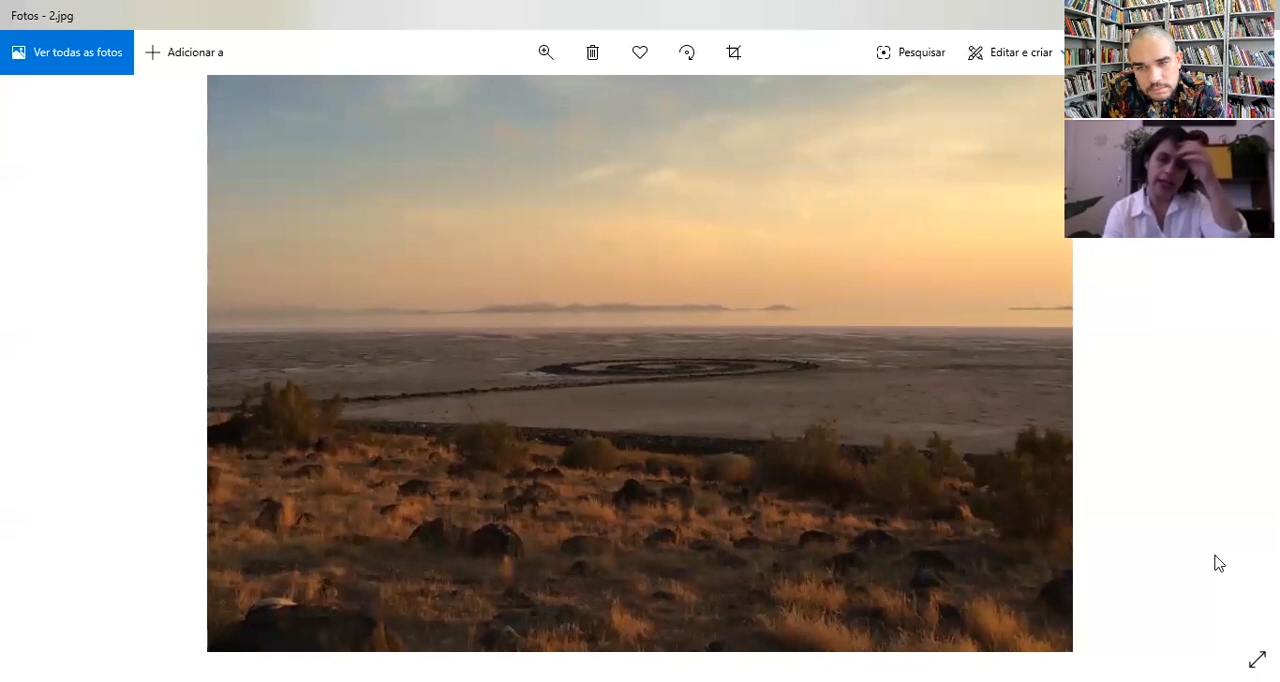 Fotos - 2.jpg
Ver todas as fotos
Adicionar a
Pesquisar
Editar e criar